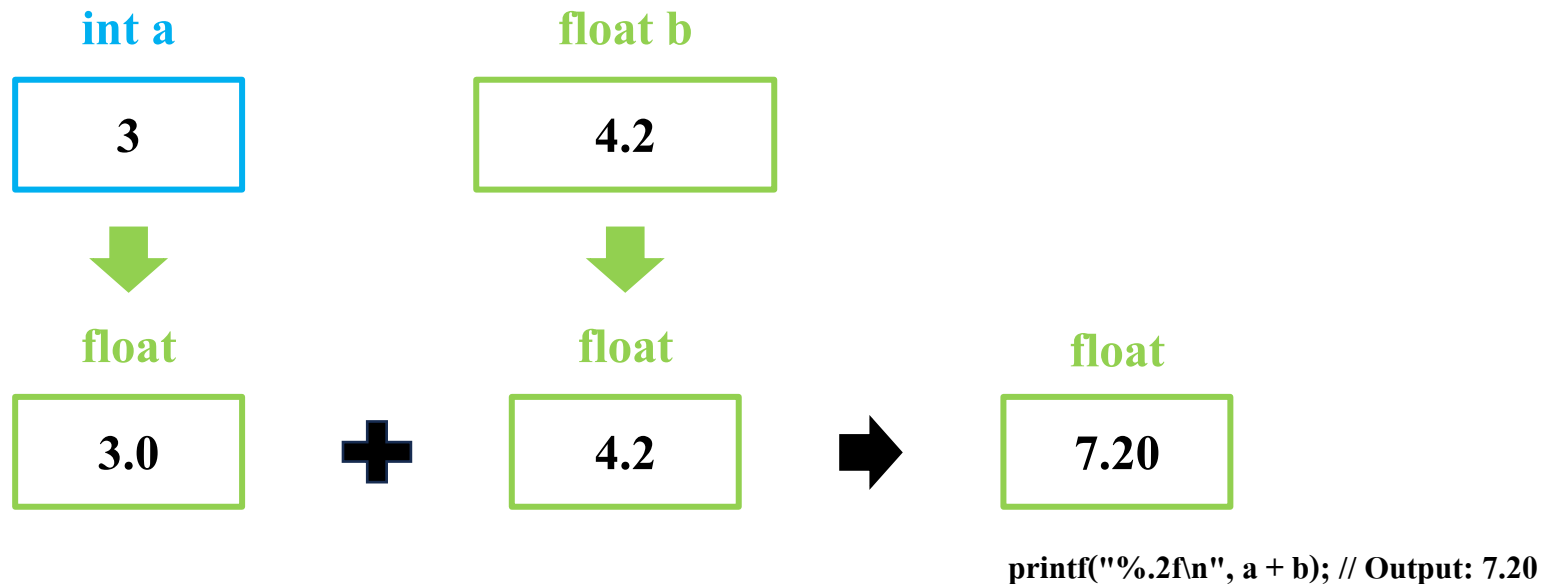 int a
float b
3
4.2
float
float
float
3.0
4.2
7.20
printf("%.2f\n", a + b); // Output: 7.20